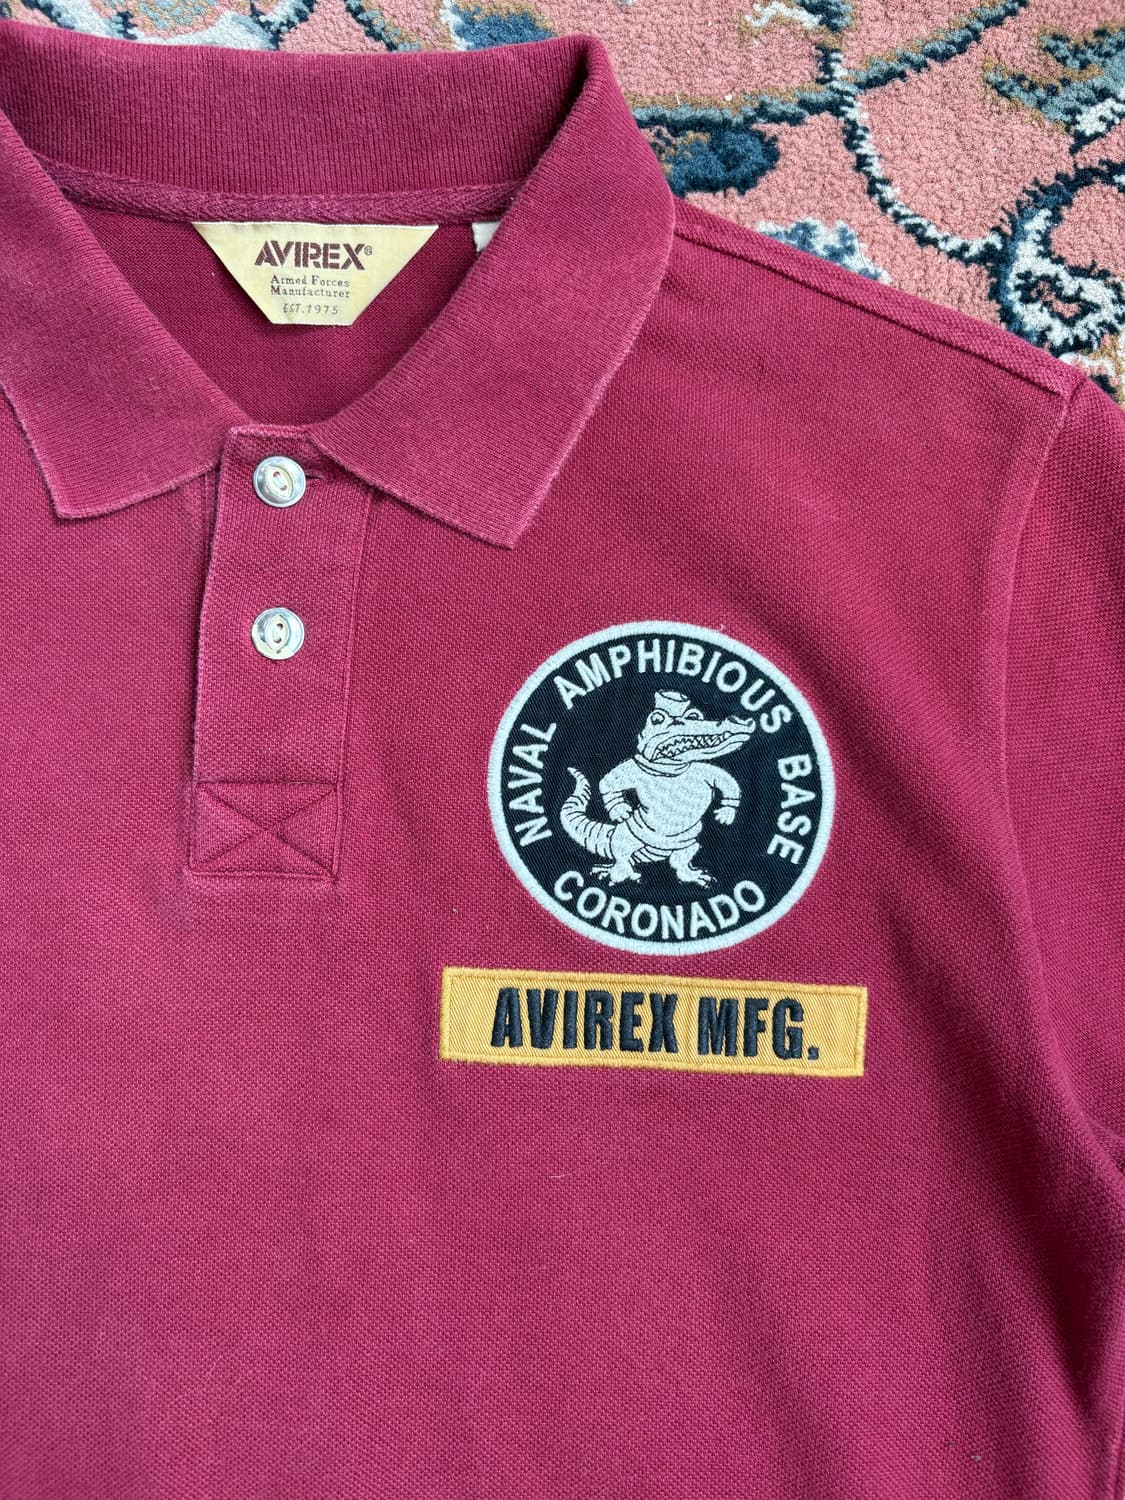 AVIREX®
Armed Forces
Manufacturer
EST.1975
NAVAL AMPHIBIOUS BASE
CORONADO
AVIREX MFG.